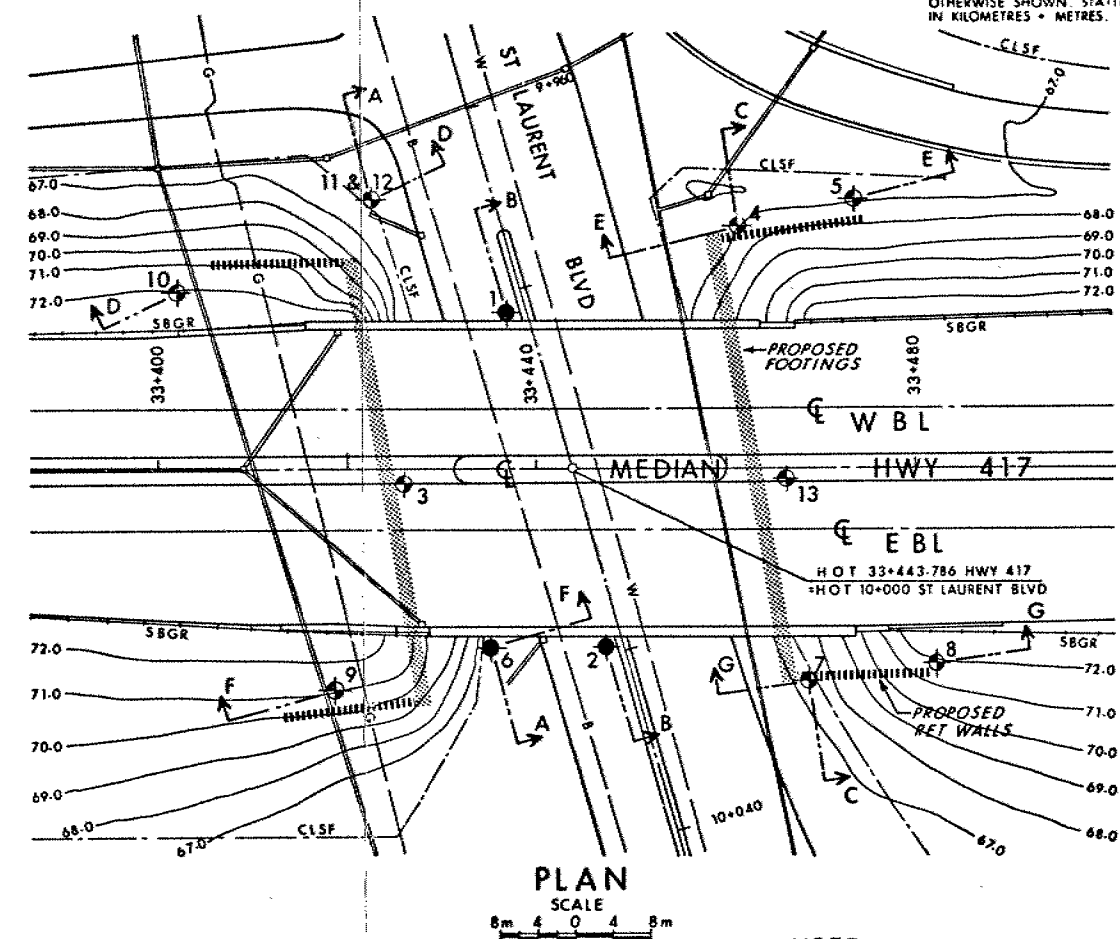 OTHERWISE SHOWN. STATI
IN KILOMETRES + METRES.
CLSF
67.0
G
A
W
ST LAURENT BLVD
9+960
D
B
C
CLSF
E
11 & 12
5
67.0
68.0
69.0
70.0
71.0
72.0
B
E
4
68.0
69.0
70.0
71.0
72.0
10
G
CLSF
D
1
SBGR
SBGR
33+400
33+440
33+480
PROPOSED
FOOTINGS
℄ WBL
℄
MEDIAN
HWY 417
3
13
℄ EBL
HOT 33+443·786 HWY 417
=HOT 10+000 ST LAURENT BLVD
W
F
G
SBGR
SBGR
72.0
71.0
70.0
69.0
68.0
67.0
9
F
G
6
2
G
7
8
72.0
71.0
70.0
69.0
68.0
67.0
PROPOSED
RET WALLS
A
B
B
C
10+040
CLSF
PLAN
SCALE
8m 4 0 4 8m